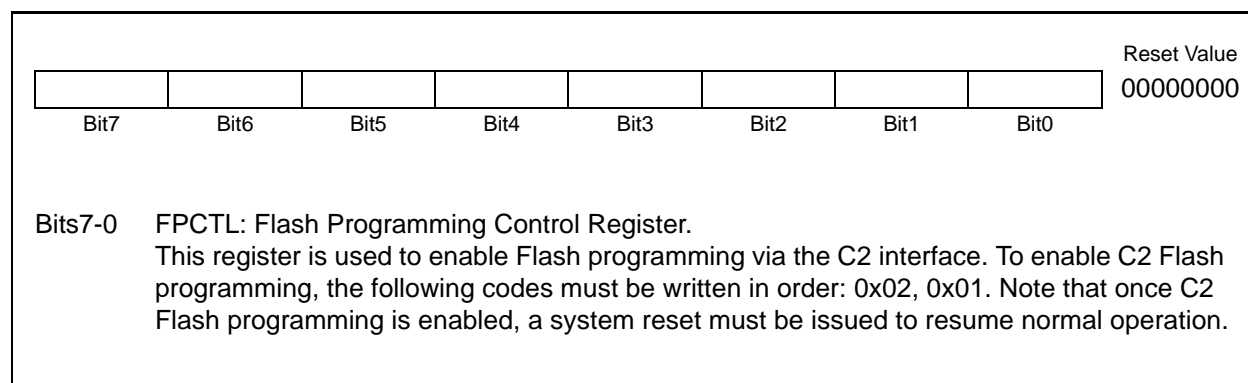 Reset Value
00000000
Bit7 Bit6 Bit5 Bit4 Bit3 Bit2 Bit1 Bit0
Bits7-0 FPCTL: Flash Programming Control Register.
This register is used to enable Flash programming via the C2 interface. To enable C2 Flash
programming, the following codes must be written in order: 0x02, 0x01. Note that once C2
Flash programming is enabled, a system reset must be issued to resume normal operation.